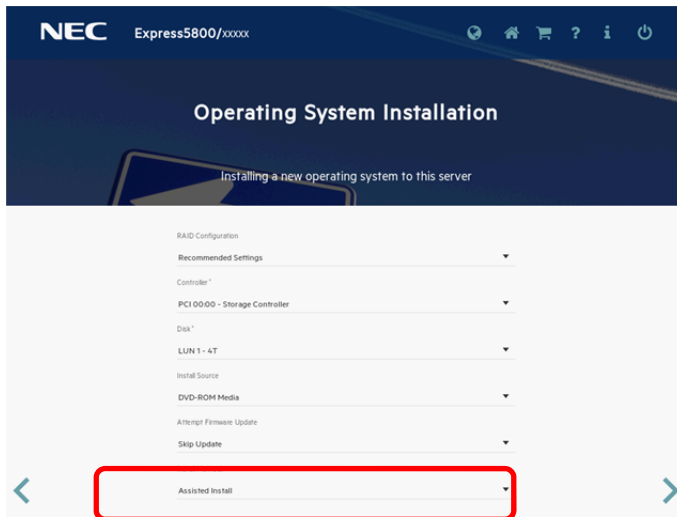 NEC Express5800/xxxxx
Operating System Installation
Installing a new operating system to this server
RAID Configuration
Recommended Settings
Controller*
PCI 00:00 - Storage Controller
Disk*
LUN 1 - 4T
Install Source
DVD-ROM Media
Attempt Firmware Update
Skip Update
Assisted Install